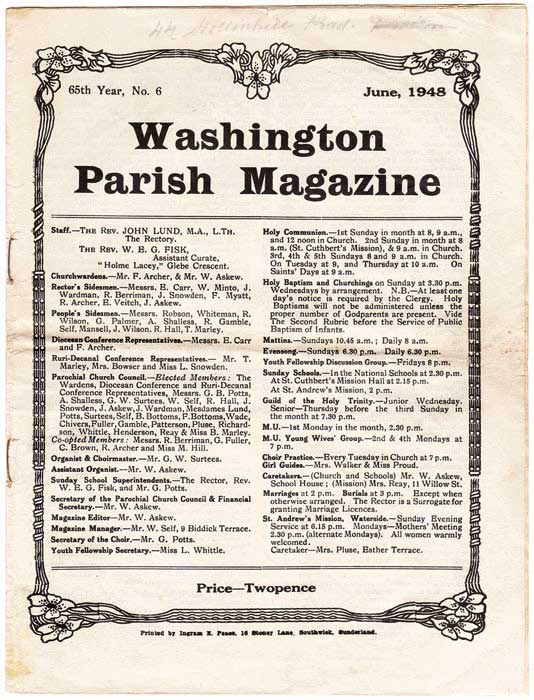 44
65th Year, No. 6
June, 1948
Washington
Parish Magazine
Staff.—THE REV. JOHN LUND, M.A., L.TH.
The Rectory.
THE REV. W. E. G. FISK,
Assistant Curate,
"Holme Lacey," Glebe Crescent.
Churchwardens.—Mr. F. Archer, & Mr. W. Askew.
Rector's Sidesmen.—Messrs. E. Carr, W. Minto, J.
Wardman, R. Berriman, J. Snowden, F. Myatt,
R. Archer, E. Veitch, J. Askew.
People's Sidesmen.—Messrs. Robson, Whiteman, R.
Wilson, G. Palmer, A. Shalless, R. Gamble,
Self, Mansell, J. Wilson, R. Hall, T. Marley.
Diocesan Conference Representatives.—Messrs. E. Carr
and F. Archer.
Ruri-Decanal Conference Representatives.— Mr. T.
Marley, Mrs. Bowser and Miss L. Snowden.
Parochial Church Council.—Elected Members: The
Wardens, Diocesan Conference and Ruri-Decanal
Conference Representatives, Messrs. G. B. Potts,
A. Shalless, G. W. Surtees, W. Self, R. Hall, J.
Snowden, J. Askew, J. Wardman, Mesdames Lund,
Potts, Surtees, Self, B. Bottoms, F. Bottoms, Wade,
Chivers, Fuller, Gamble, Patterson, Pluse, Richard-
son, Whittle, Henderson, Reay & Miss B. Marley.
Co-opted Members: Messrs. R. Berriman, G. Fuller,
C. Brown, R. Archer and Miss M. Hill.
Organist & Choirmaster.—Mr. G. W. Surtees.
Assistant Organist.—Mr. W. Askew.
Sunday School Superintendents.—The Rector, Rev.
W. E. G. Fisk, and Mr. G. Potts.
Secretary of the Parochial Church Council & Financial
Secretary.—Mr. W. Askew.
Magazine Editor—Mr. W. Askew.
Magazine Manager.—Mr. W. Self, 9 Biddick Terrace.
Secretary of the Choir.—Mr. G. Potts.
Youth Fellowship Secretary.—Miss L. Whittle.
Holy Communion.—1st Sunday in month at 8, 9 a.m.,
and 12 noon in Church. 2nd Sunday in month at 8
a.m. (St. Cuthbert's Mission), & 9 a.m. in Church.
3rd, 4th & 5th Sundays 8 and 9 a.m. in Church.
On Tuesday at 9, and Thursday at 10 a.m. On
Saints' Days at 9 a.m.
Holy Baptism and Churchings on Sunday at 3.30 p.m.
Wednesdays by arrangement. N.B.—At least one
day's notice is required by the Clergy. Holy
Baptisms will not be administered unless the
proper number of Godparents are present. Vide
The Second Rubric before the Service of Public
Baptism of Infants.
Mattins.—Sundays 10.45 a.m.; Daily 8 a.m.
Evensong.—Sundays 6.30 p.m. Daily 6.30 p.m.
Youth Fellowship Discussion Group.—Fridays 8 p.m.
Sunday Schools.—In the National Schools at 2.30 p.m.
At St. Cuthbert's Mission Hall at 2.15 p.m.
At St. Andrew's Mission, 2 p.m.
Guild of the Holy Trinity.—Junior Wednesday.
Senior—Thursday before the third Sunday in
the month at 7.30 p.m.
M.U.—1st Monday in the month, 2.30 p.m.
M.U. Young Wives' Group.—2nd & 4th Mondays at
7 p.m.
Choir Practice.—Every Tuesday in Church at 7 p.m.
Girl Guides.—Mrs. Walker & Miss Proud.
Caretakers.—(Church and Schools) Mr. W. Askew,
School House; (Mission) Mrs. Reay, 11 Willow St.
Marriages at 2 p.m. Burials at 3 p.m. Except when
otherwise arranged. The Rector is a Surrogate for
granting Marriage Licences.
St. Andrew's Mission, Waterside.—Sunday Evening
Service at 6.15 p.m. Mondays—Mothers' Meeting
2.30 p.m. (alternate Mondays). All women warmly
welcomed.
Caretaker—Mrs. Pluse, Esther Terrace.
Price—Twopence
Printed by Ingram E. Pease, 16 Stoney Lane, Southwick, Sunderland.